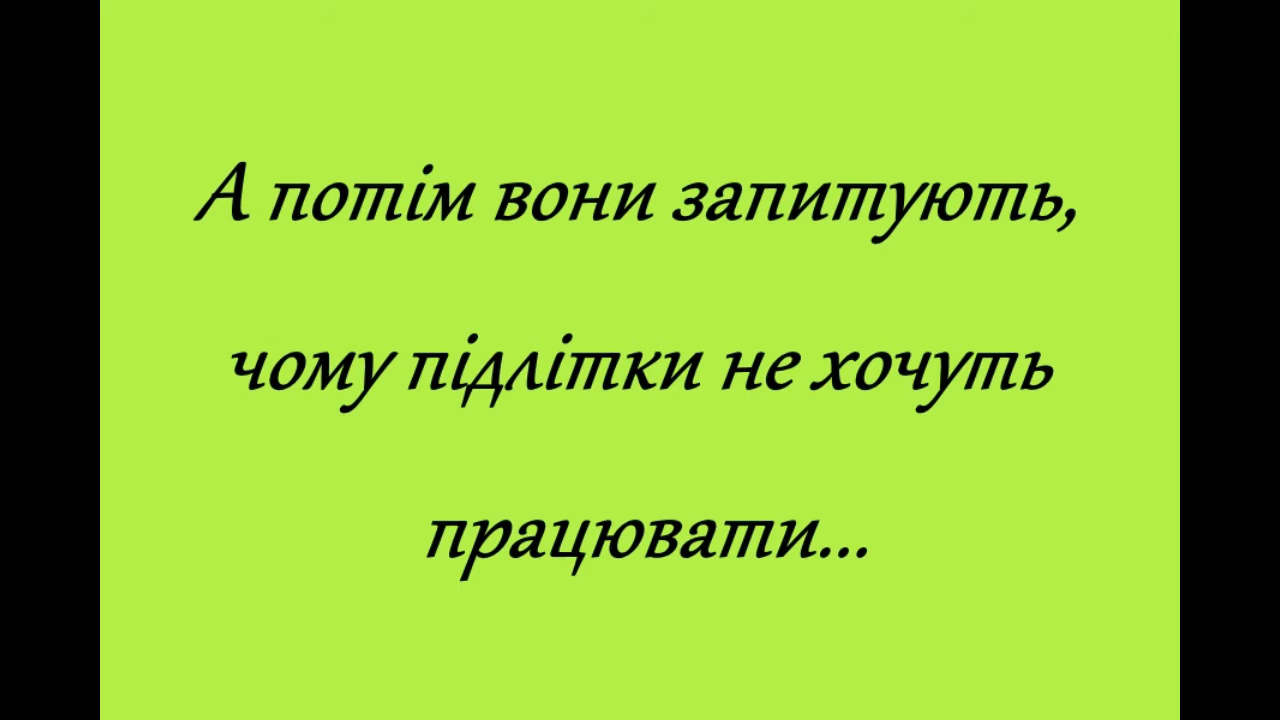 А потім вони запитують,
чому підлітки не хочуть
працювати...